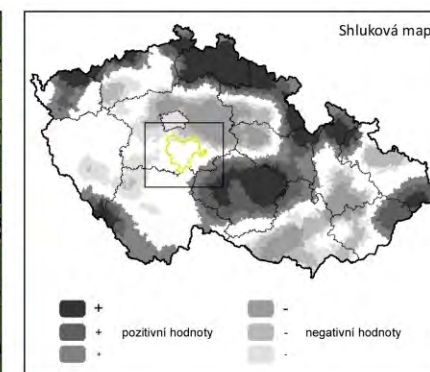 Shluková map
+ -
+ pozitivní hodnoty - negativní hodnoty
+ -